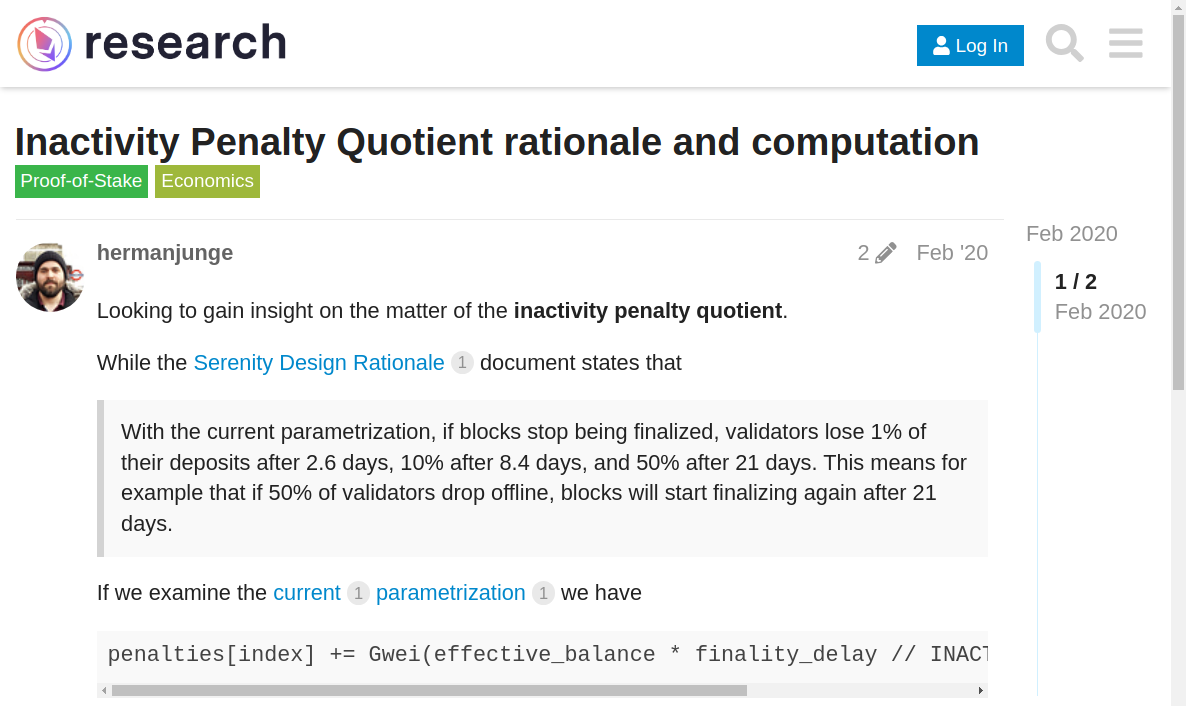 research
Log In
Inactivity Penalty Quotient rationale and computation
Proof-of-Stake Economics
hermanjunge 2 Feb '20
Feb 2020
1 / 2
Feb 2020
Looking to gain insight on the matter of the inactivity penalty quotient.
While the Serenity Design Rationale 1 document states that
With the current parametrization, if blocks stop being finalized, validators lose 1% of
their deposits after 2.6 days, 10% after 8.4 days, and 50% after 21 days. This means for
example that if 50% of validators drop offline, blocks will start finalizing again after 21
days.
If we examine the current 1 parametrization 1 we have
penalties[index] += Gwei(effective_balance * finality_delay // INACT